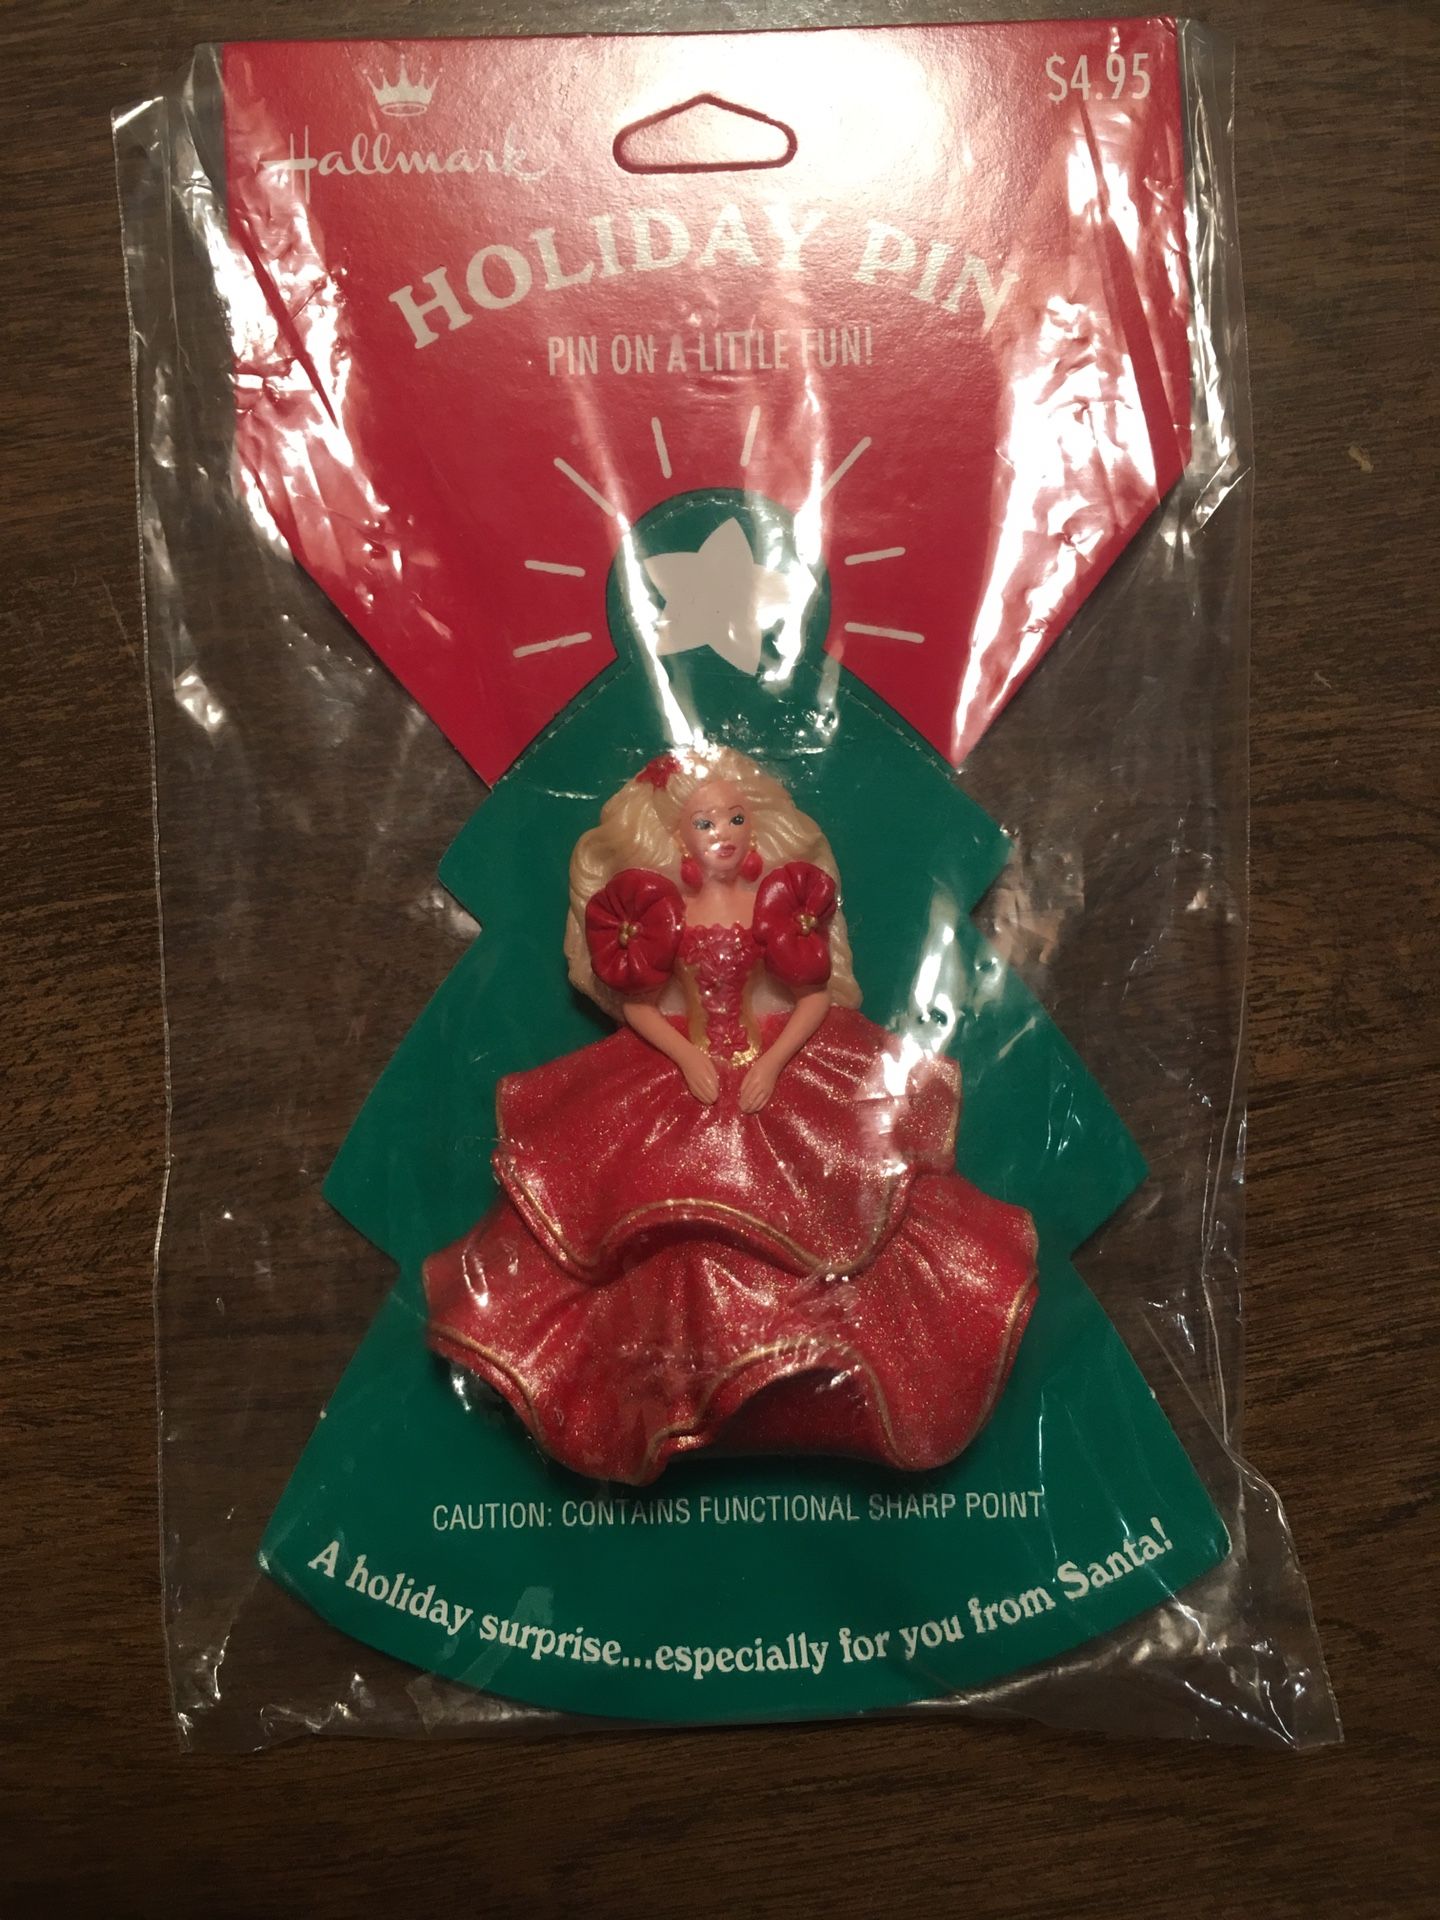 Hallmark
$4.95
HOLIDAY PIN
PIN ON A LITTLE FUN!
CAUTION: CONTAINS FUNCTIONAL SHARP POINT
A holiday surprise...especially for you from Santa!